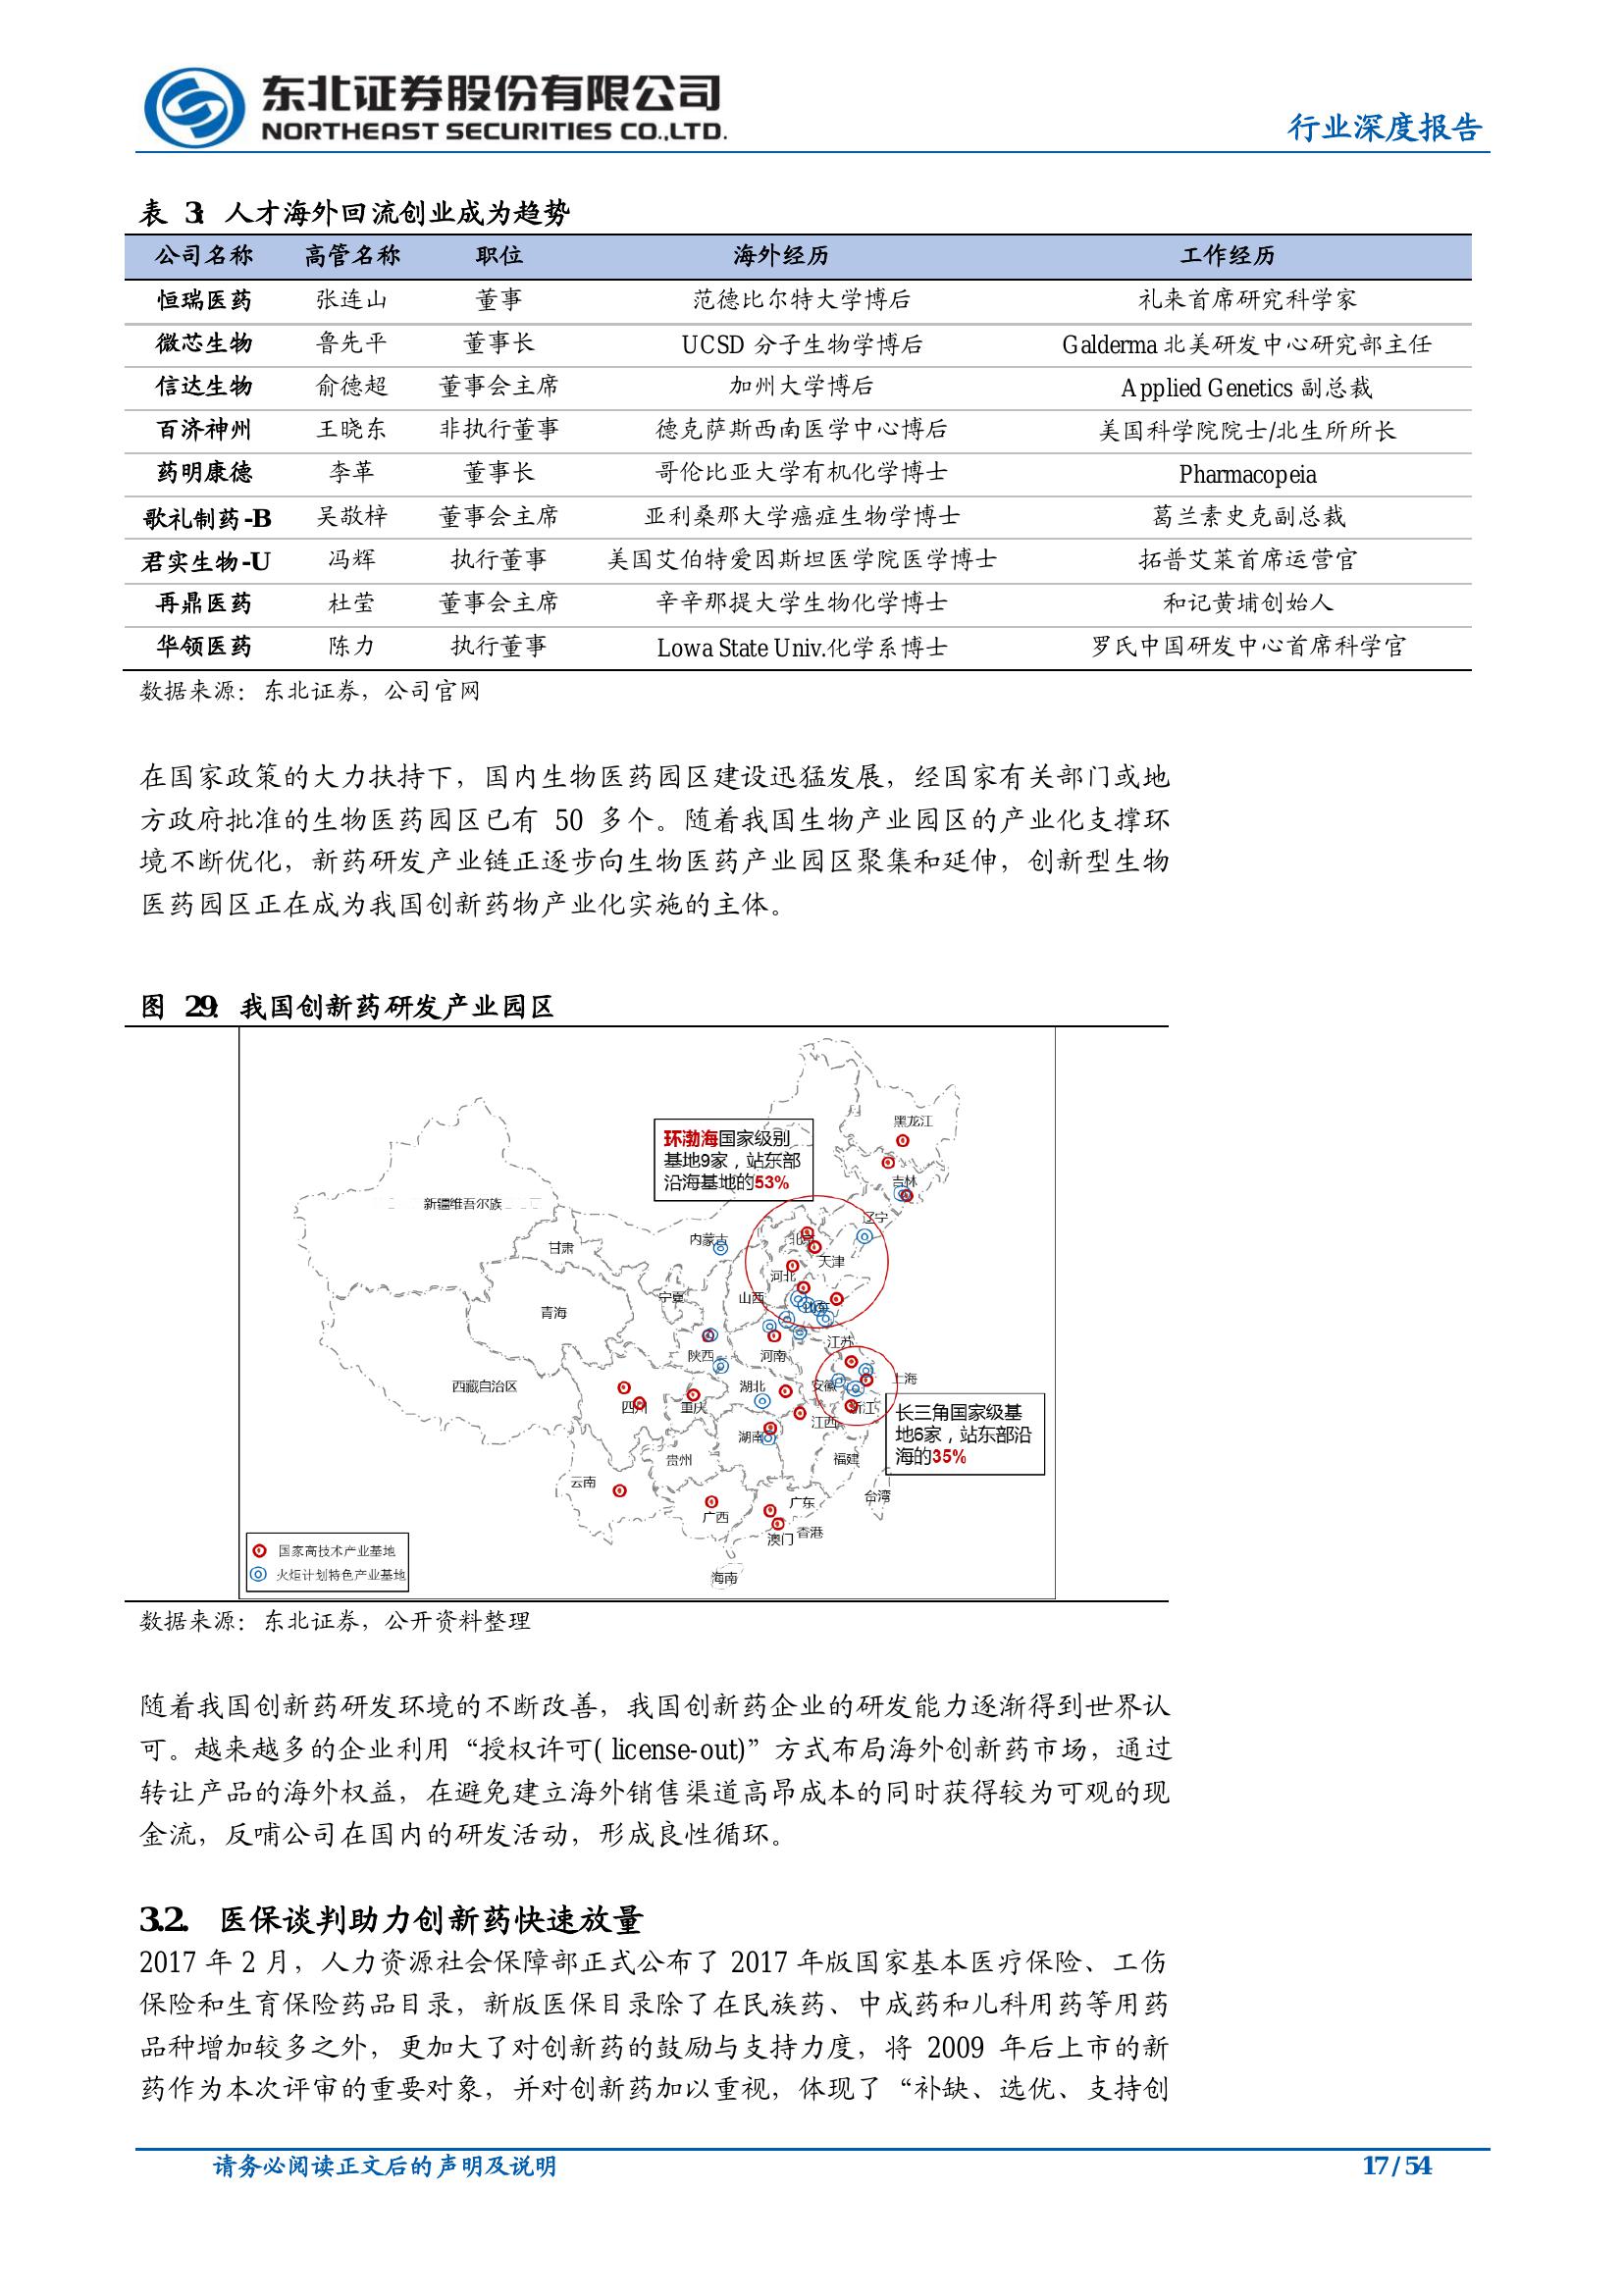 东北证券股份有限公司
NORTHEAST SECURITIES CO.,LTD.
行业深度报告
表 3: 人才海外回流创业成为趋势
公司名称 高管名称 职位 海外经历 工作经历
恒瑞医药 张连山 董事 范德比尔特大学博后 礼来首席研究科学家
微芯生物 鲁先平 董事长 UCSD 分子生物学博后 Galderma 北美研发中心研究部主任
信达生物 俞德超 董事会主席 加州大学博后 Applied Genetics 副总裁
百济神州 王晓东 非执行董事 德克萨斯西南医学中心博后 美国科学院院士/北生所所长
药明康德 李革 董事长 哥伦比亚大学有机化学博士 Pharmacopeia
歌礼制药-B 吴敬梓 董事会主席 亚利桑那大学癌症生物学博士 葛兰素史克副总裁
君实生物-U 冯辉 执行董事 美国艾伯特爱因斯坦医学院医学博士 拓普艾莱首席运营官
再鼎医药 杜莹 董事会主席 辛辛那提大学生物化学博士 和记黄埔创始人
华领医药 陈力 执行董事 Lowa State Univ.化学系博士 罗氏中国研发中心首席科学官
数据来源：东北证券，公司官网
在国家政策的大力扶持下，国内生物医药园区建设迅猛发展，经国家有关部门或地
方政府批准的生物医药园区已有 50 多个。随着我国生物产业园区的产业化支撑环
境不断优化，新药研发产业链正逐步向生物医药产业园区聚集和延伸，创新型生物
医药园区正在成为我国创新药物产业化实施的主体。
图 29: 我国创新药研发产业园区
黑龙江
环渤海国家级别
基地9家，站东部
沿海基地的53%
吉林
新疆维吾尔族
辽宁
内蒙古
北京
甘肃
天津
河北
宁夏
山西
山东
青海
江苏
陕西
河南
上海
西藏自治区
湖北
安徽
四川
重庆
浙江
长三角国家级基
地6家，站东部沿
海的35%
江西
湖南
贵州
福建
云南
台湾
广东
广西
香港
澳门
国家高技术产业基地
火炬计划特色产业基地
海南
数据来源：东北证券，公开资料整理
随着我国创新药研发环境的不断改善，我国创新药企业的研发能力逐渐得到世界认
可。越来越多的企业利用“授权许可( license-out)”方式布局海外创新药市场，通过
转让产品的海外权益，在避免建立海外销售渠道高昂成本的同时获得较为可观的现
金流，反哺公司在国内的研发活动，形成良性循环。
3.2. 医保谈判助力创新药快速放量
2017 年 2 月，人力资源社会保障部正式公布了 2017 年版国家基本医疗保险、工伤
保险和生育保险药品目录，新版医保目录除了在民族药、中成药和儿科用药等用药
品种增加较多之外，更加大了对创新药的鼓励与支持力度，将 2009 年后上市的新
药作为本次评审的重要对象，并对创新药加以重视，体现了“补缺、选优、支持创
请务必阅读正文后的声明及说明
17 / 54